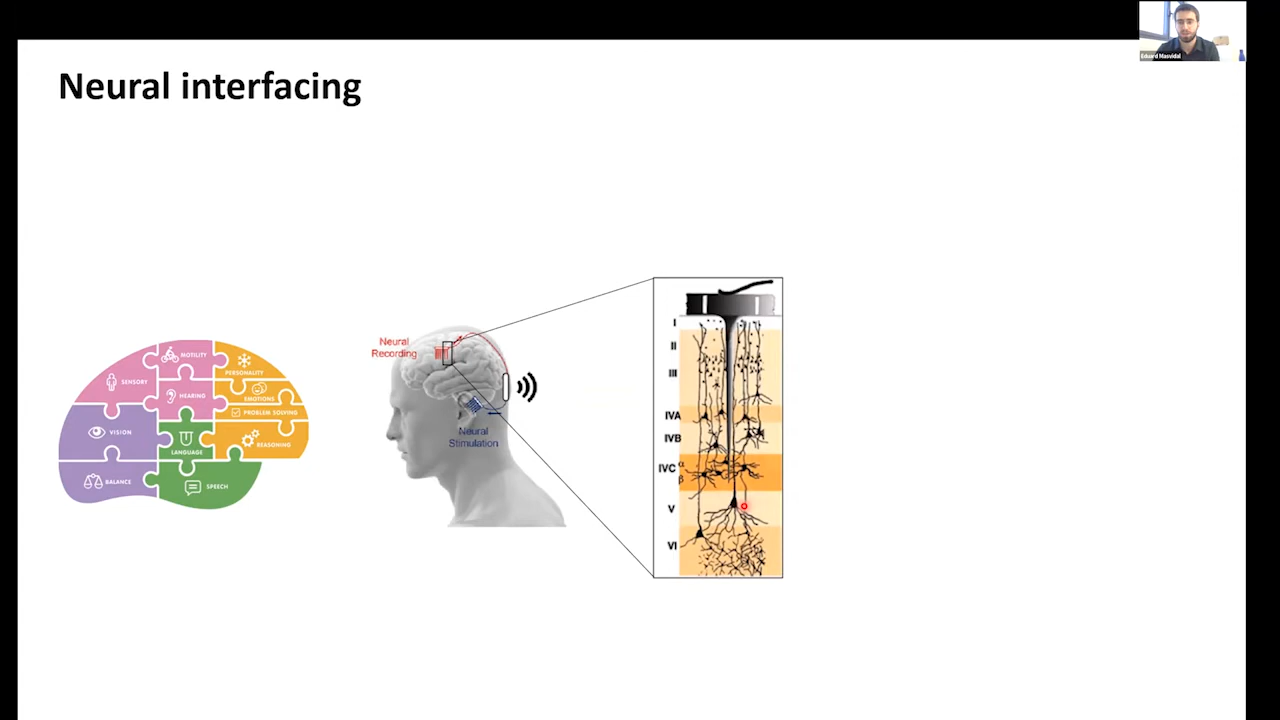 Eduard Masvidal
Neural interfacing
MOTILITY
SENSORY
HEARING
PERSONALITY
EMOTIONS
PROBLEM SOLVING
VISION
LANGUAGE
REASONING
BALANCE
SPEECH
Neural
Recording
Neural
Stimulation
I
II
III
IVA
IVB
IVC α
β
V
VI